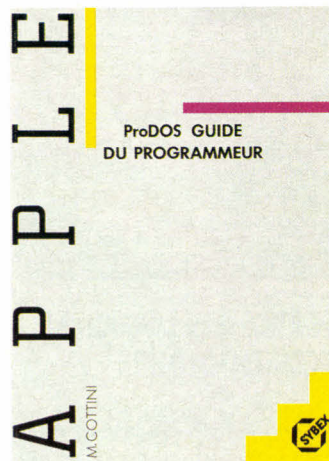 APPLE
ProDOS GUIDE
DU PROGRAMMEUR
M.COTTINI
SYBEX